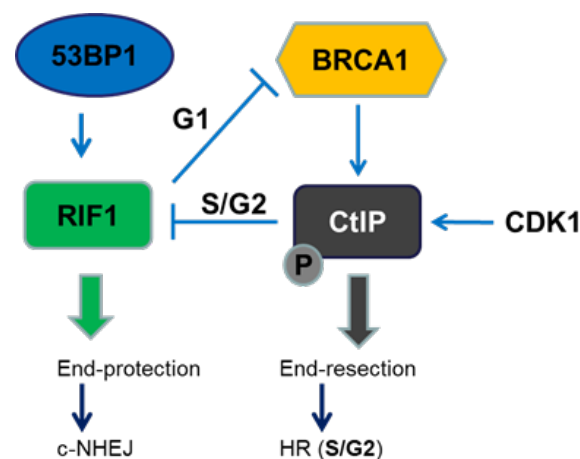 53BP1
BRCA1
G1
RIF1
S/G2
CtIP
CDK1
P
End-protection
End-resection
c-NHEJ
HR (S/G2)